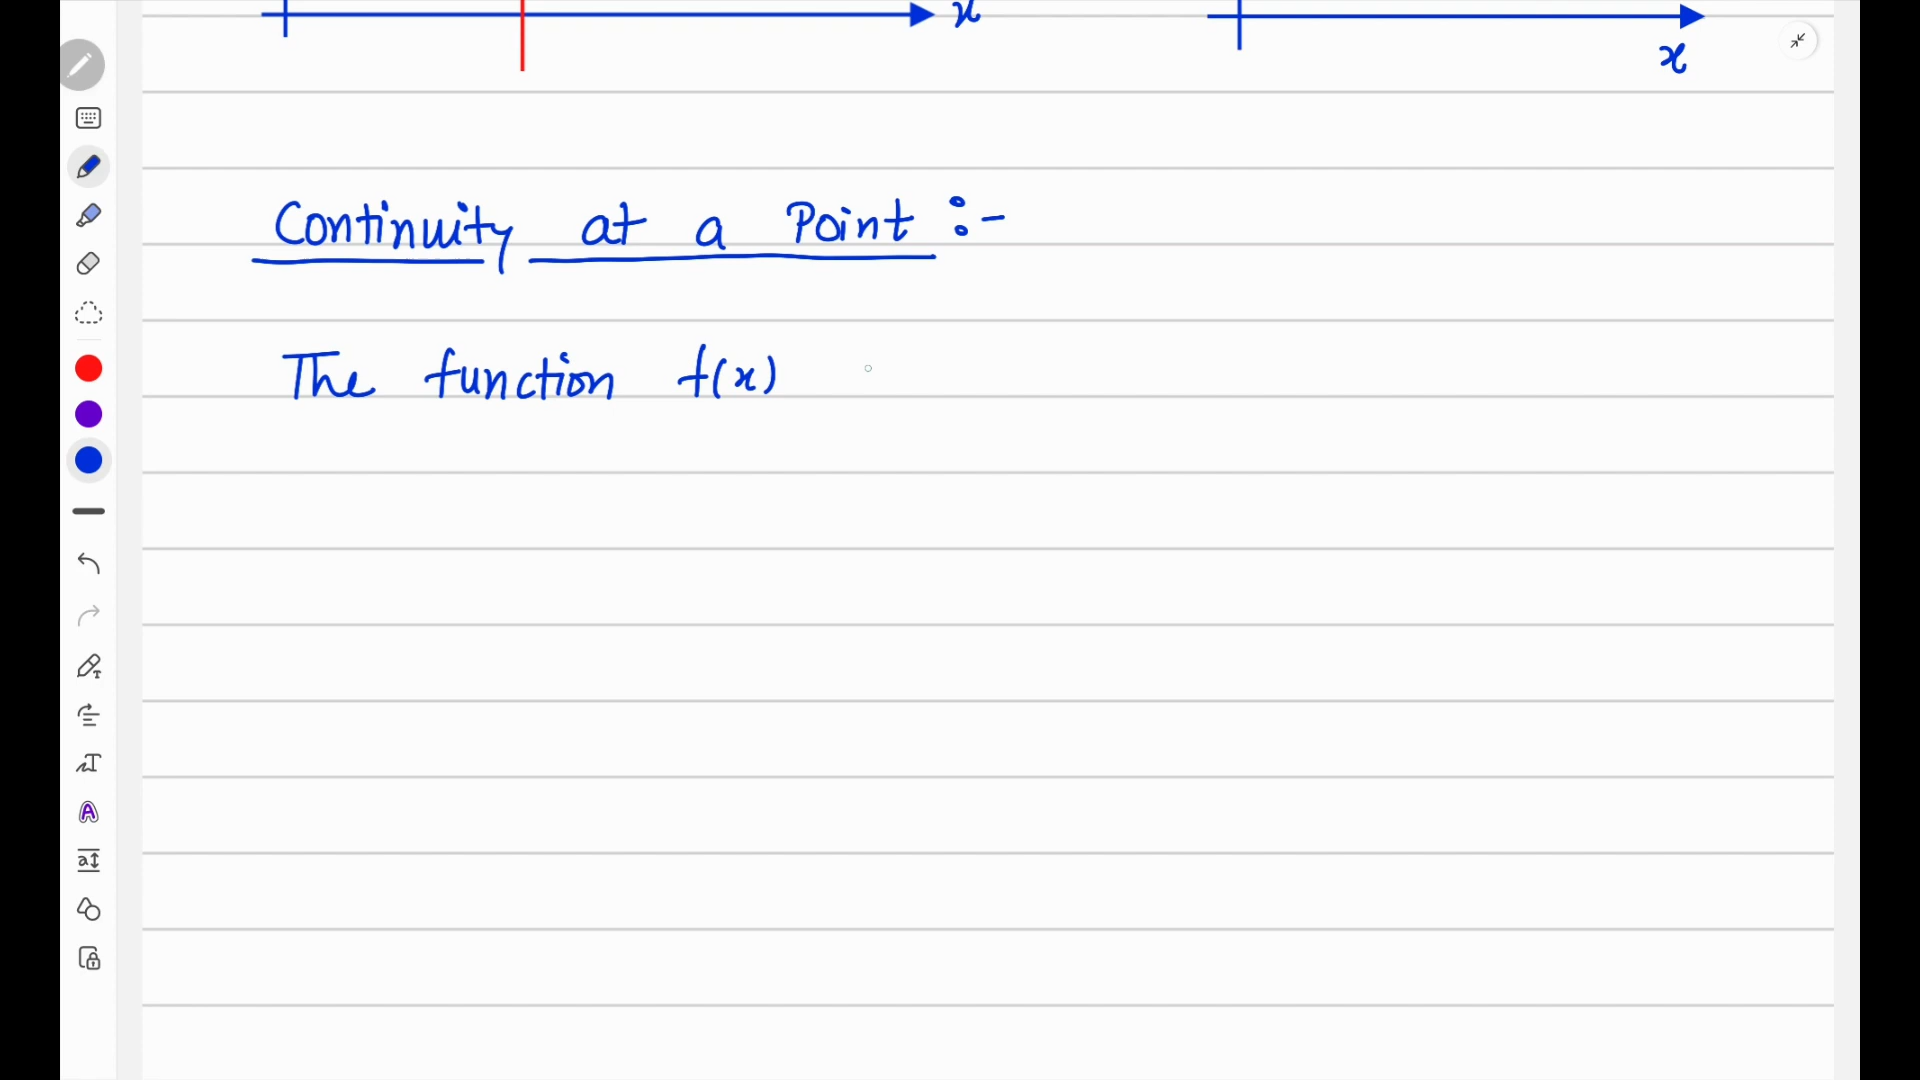 x
x
Continuity at a Point :-
The function f(x)